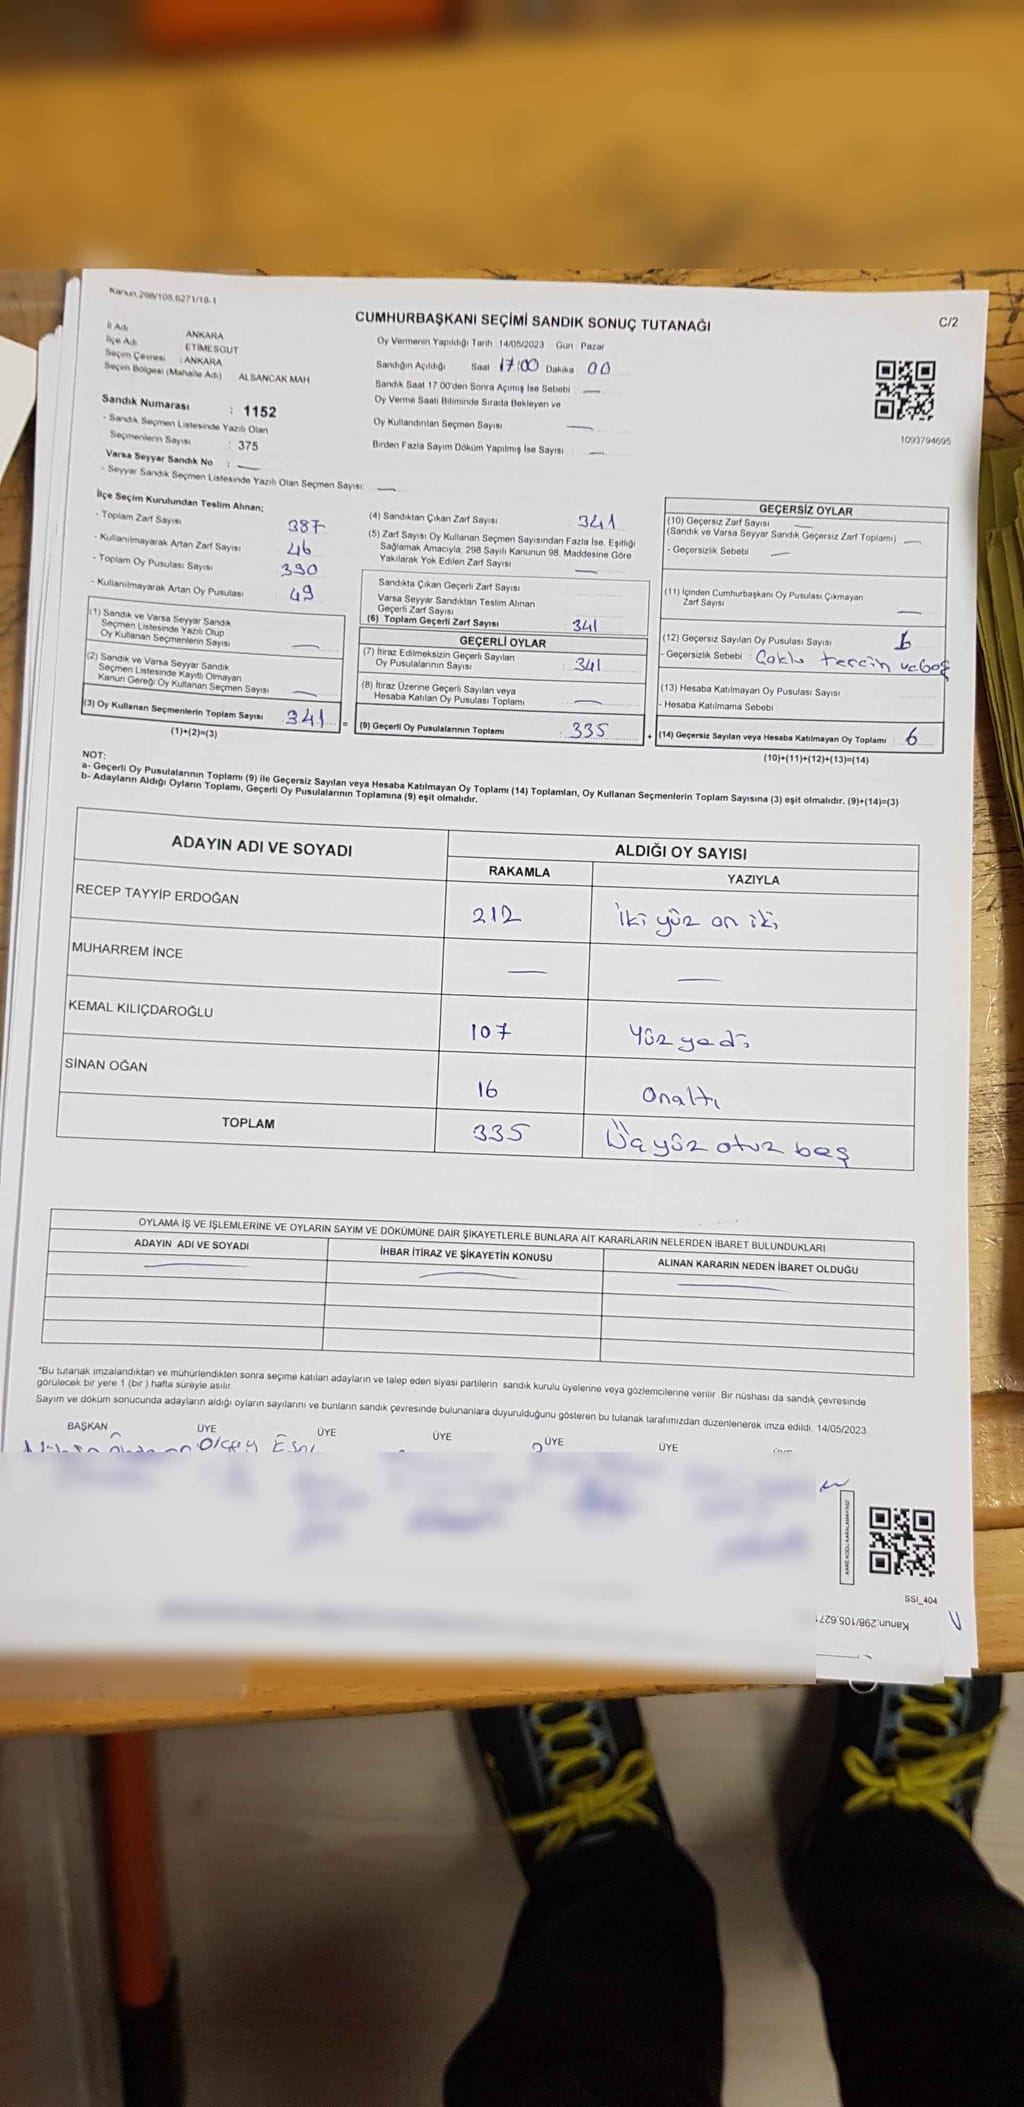 Kanun.298/105,6271/18-1
CUMHURBAŞKANI SEÇİMİ SANDIK SONUÇ TUTANAĞI
C/2
İl Adı ANKARA
İlçe Adı ETİMESGUT
Seçim Çevresi : ANKARA
Seçim Bölgesi (Mahalle Adı) ALSANCAK MAH
Oy Vermenin Yapıldığı Tarih : 14/05/2023 Gün : Pazar
Sandığın Açıldığı Saat 17:00 Dakika 00
Sandık Saat 17.00'den Sonra Açılmış İse Sebebi : —
Oy Verme Saati Bitiminde Sırada Bekleyen ve
Oy Kullandırılan Seçmen Sayısı —
Birden Fazla Sayım Döküm Yapılmış İse Sayısı : —
1093794695
Sandık Numarası : 1152
- Sandık Seçmen Listesinde Yazılı Olan
Seçmenlerin Sayısı : 375
Varsa Seyyar Sandık No : —
- Seyyar Sandık Seçmen Listesinde Yazılı Olan Seçmen Sayısı —
İlçe Seçim Kurulundan Teslim Alınan;
- Toplam Zarf Sayısı 387
- Kullanılmayarak Artan Zarf Sayısı 46
- Toplam Oy Pusulası Sayısı 390
- Kullanılmayarak Artan Oy Pusulası 49
(1) Sandık ve Varsa Seyyar Sandık
Seçmen Listesinde Yazılı Olup
Oy Kullanan Seçmenlerin Sayısı —
(2) Sandık ve Varsa Seyyar Sandık
Seçmen Listesinde Kayıtlı Olmayan
Kanun Gereği Oy Kullanan Seçmen Sayısı —
(3) Oy Kullanan Seçmenlerin Toplam Sayısı 341 =
(1)+(2)=(3)
(4) Sandıktan Çıkan Zarf Sayısı : 341
(5) Zarf Sayısı Oy Kullanan Seçmen Sayısından Fazla İse, Eşitliği
Sağlamak Amacıyla, 298 Sayılı Kanunun 98. Maddesine Göre
Yakılarak Yok Edilen Zarf Sayısı —
Sandıkta Çıkan Geçerli Zarf Sayısı
Varsa Seyyar Sandıktan Teslim Alınan
Geçerli Zarf Sayısı
(6) Toplam Geçerli Zarf Sayısı : 341
GEÇERLİ OYLAR
(7) İtiraz Edilmeksizin Geçerli Sayılan
Oy Pusulalarının Sayısı : 341
(8) İtiraz Üzerine Geçerli Sayılan veya
Hesaba Katılan Oy Pusulası Toplamı : —
(9) Geçerli Oy Pusulalarının Toplamı : 335 +
GEÇERSİZ OYLAR
(10) Geçersiz Zarf Sayısı —
(Sandık ve Varsa Seyyar Sandık Geçersiz Zarf Toplamı) —
- Geçersizlik Sebebi —
(11) İçinden Cumhurbaşkanı Oy Pusulası Çıkmayan
Zarf Sayısı —
(12) Geçersiz Sayılan Oy Pusulası Sayısı 6
- Geçersizlik Sebebi : Çoklu tercih ve boş
(13) Hesaba Katılmayan Oy Pusulası Sayısı
- Hesaba Katılmama Sebebi
(14) Geçersiz Sayılan veya Hesaba Katılmayan Oy Toplamı : 6
(10)+(11)+(12)+(13)=(14)
NOT:
a- Geçerli Oy Pusulalarının Toplamı (9) ile Geçersiz Sayılan veya Hesaba Katılmayan Oy Toplamı (14) Toplamları, Oy Kullanan Seçmenlerin Toplam Sayısına (3) eşit olmalıdır. (9)+(14)=(3)
b- Adayların Aldığı Oyların Toplamı, Geçerli Oy Pusulalarının Toplamına (9) eşit olmalıdır.
ADAYIN ADI VE SOYADI ALDIĞI OY SAYISI
RAKAMLA YAZIYLA
RECEP TAYYİP ERDOĞAN 212 İki yüz on iki
MUHARREM İNCE — —
KEMAL KILIÇDAROĞLU 107 Yüz yedi
SİNAN OĞAN 16 Onaltı
TOPLAM 335 Üç yüz otuz beş
OYLAMA İŞ VE İŞLEMLERİNE VE OYLARIN SAYIM VE DÖKÜMÜNE DAİR ŞİKAYETLERLE BUNLARA AİT KARARLARIN NELERDEN İBARET BULUNDUKLARI
ADAYIN ADI VE SOYADI İHBAR İTİRAZ VE ŞİKAYETİN KONUSU ALINAN KARARIN NEDEN İBARET OLDUĞU
— — —
*Bu tutanak imzalandıktan ve mühürlendikten sonra seçime katılan adayların ve talep eden siyasi partilerin sandık kurulu üyelerine veya gözlemcilerine verilir. Bir nüshası da sandık çevresinde
görülecek bir yere 1 (bir ) hafta süreyle asılır
Sayım ve döküm sonucunda adayların aldığı oyların sayılarını ve bunların sandık çevresinde bulunanlara duyurulduğunu gösteren bu tutanak tarafımızdan düzenlenerek imza edildi. 14/05/2023
BAŞKAN ÜYE ÜYE ÜYE ÜYE ÜYE
"KARE KODU KARALAMAYINIZ"
SSİ_404
Kanun.298/105,627